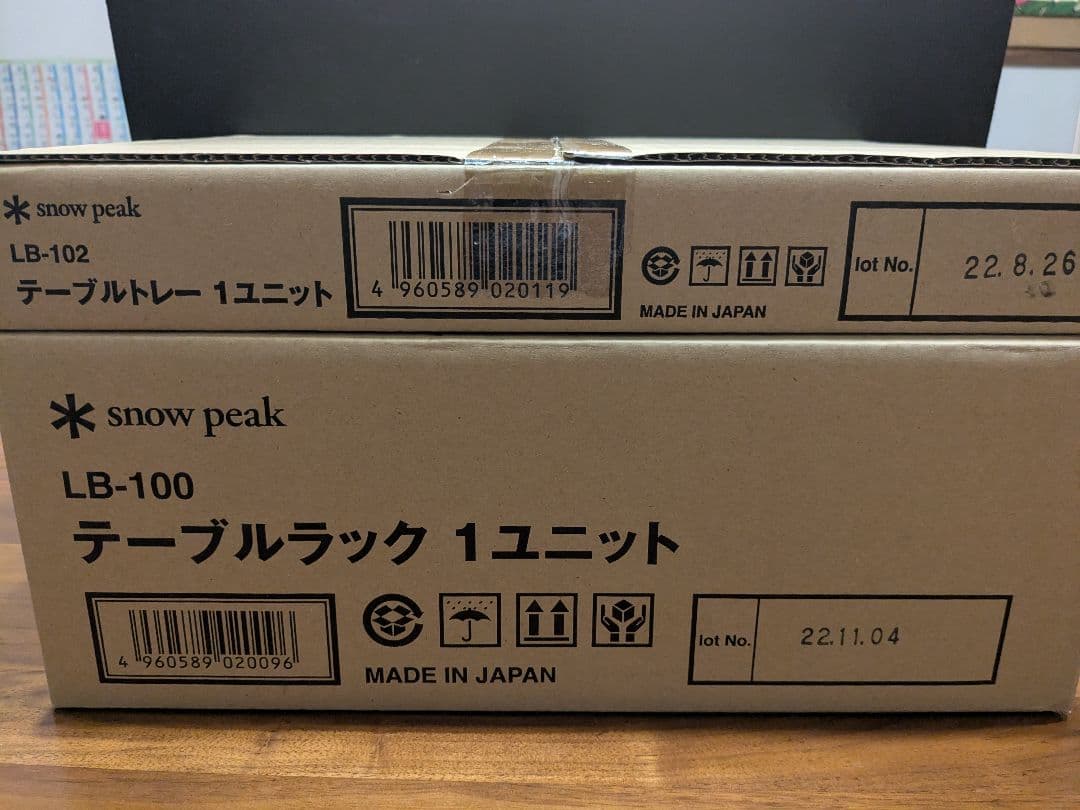 snow peak
LB-102
テーブルトレー 1ユニット
4 960589 020119
MADE IN JAPAN
lot No.
22.8.26
snow peak
LB-100
テーブルラック 1ユニット
4 960589 020096
MADE IN JAPAN
lot No.
22.11.04